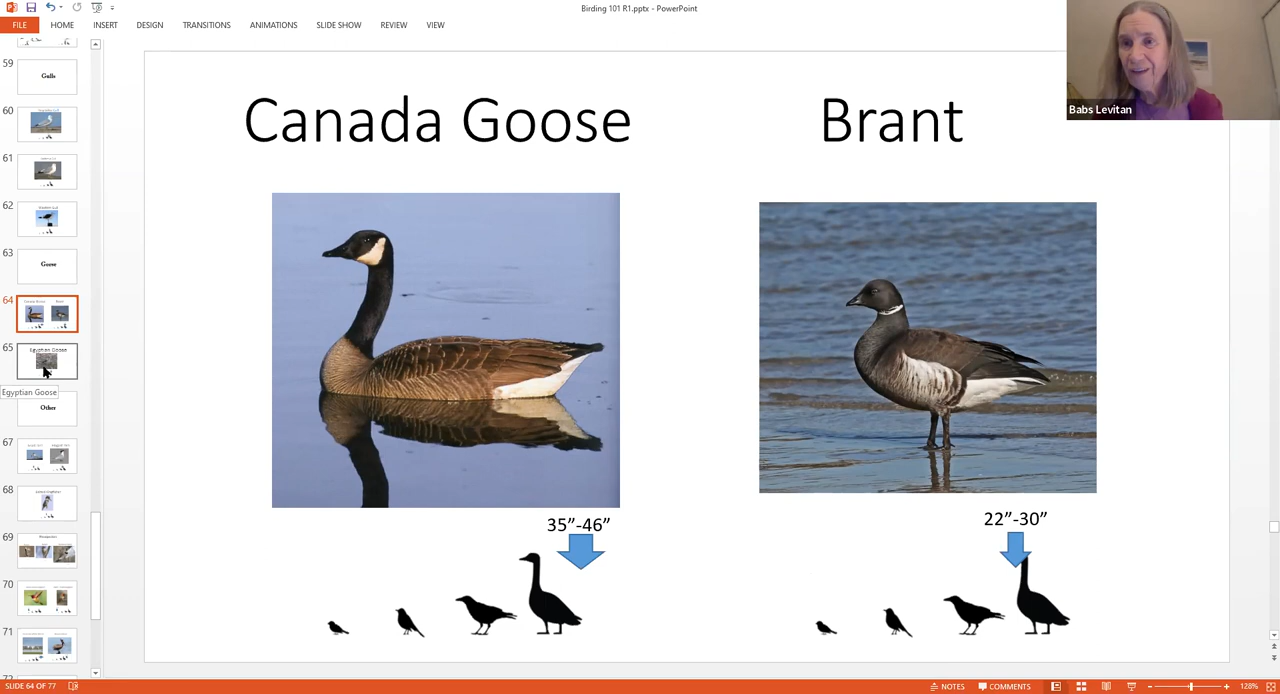 Birding 101 R1.pptx - PowerPoint
FILE HOME INSERT DESIGN TRANSITIONS ANIMATIONS SLIDE SHOW REVIEW VIEW
Babs Levitan
59
Gulls
60
61
62
63
Geese
64
65
Egyptian Goose
Egyptian Goose
Other
67
68
69
70
71
Canada Goose
Brant
35”-46”
22”-30”
SLIDE 64 OF 77
NOTES COMMENTS
128%